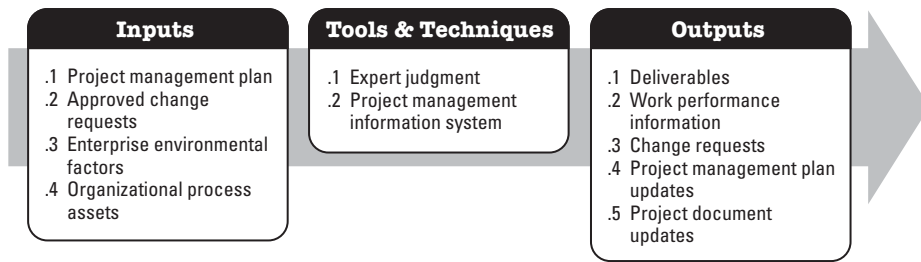 Inputs
.1 Project management plan
.2 Approved change
requests
.3 Enterprise environmental
factors
.4 Organizational process
assets
Tools & Techniques
.1 Expert judgment
.2 Project management
information system
Outputs
.1 Deliverables
.2 Work performance
information
.3 Change requests
.4 Project management plan
updates
.5 Project document
updates